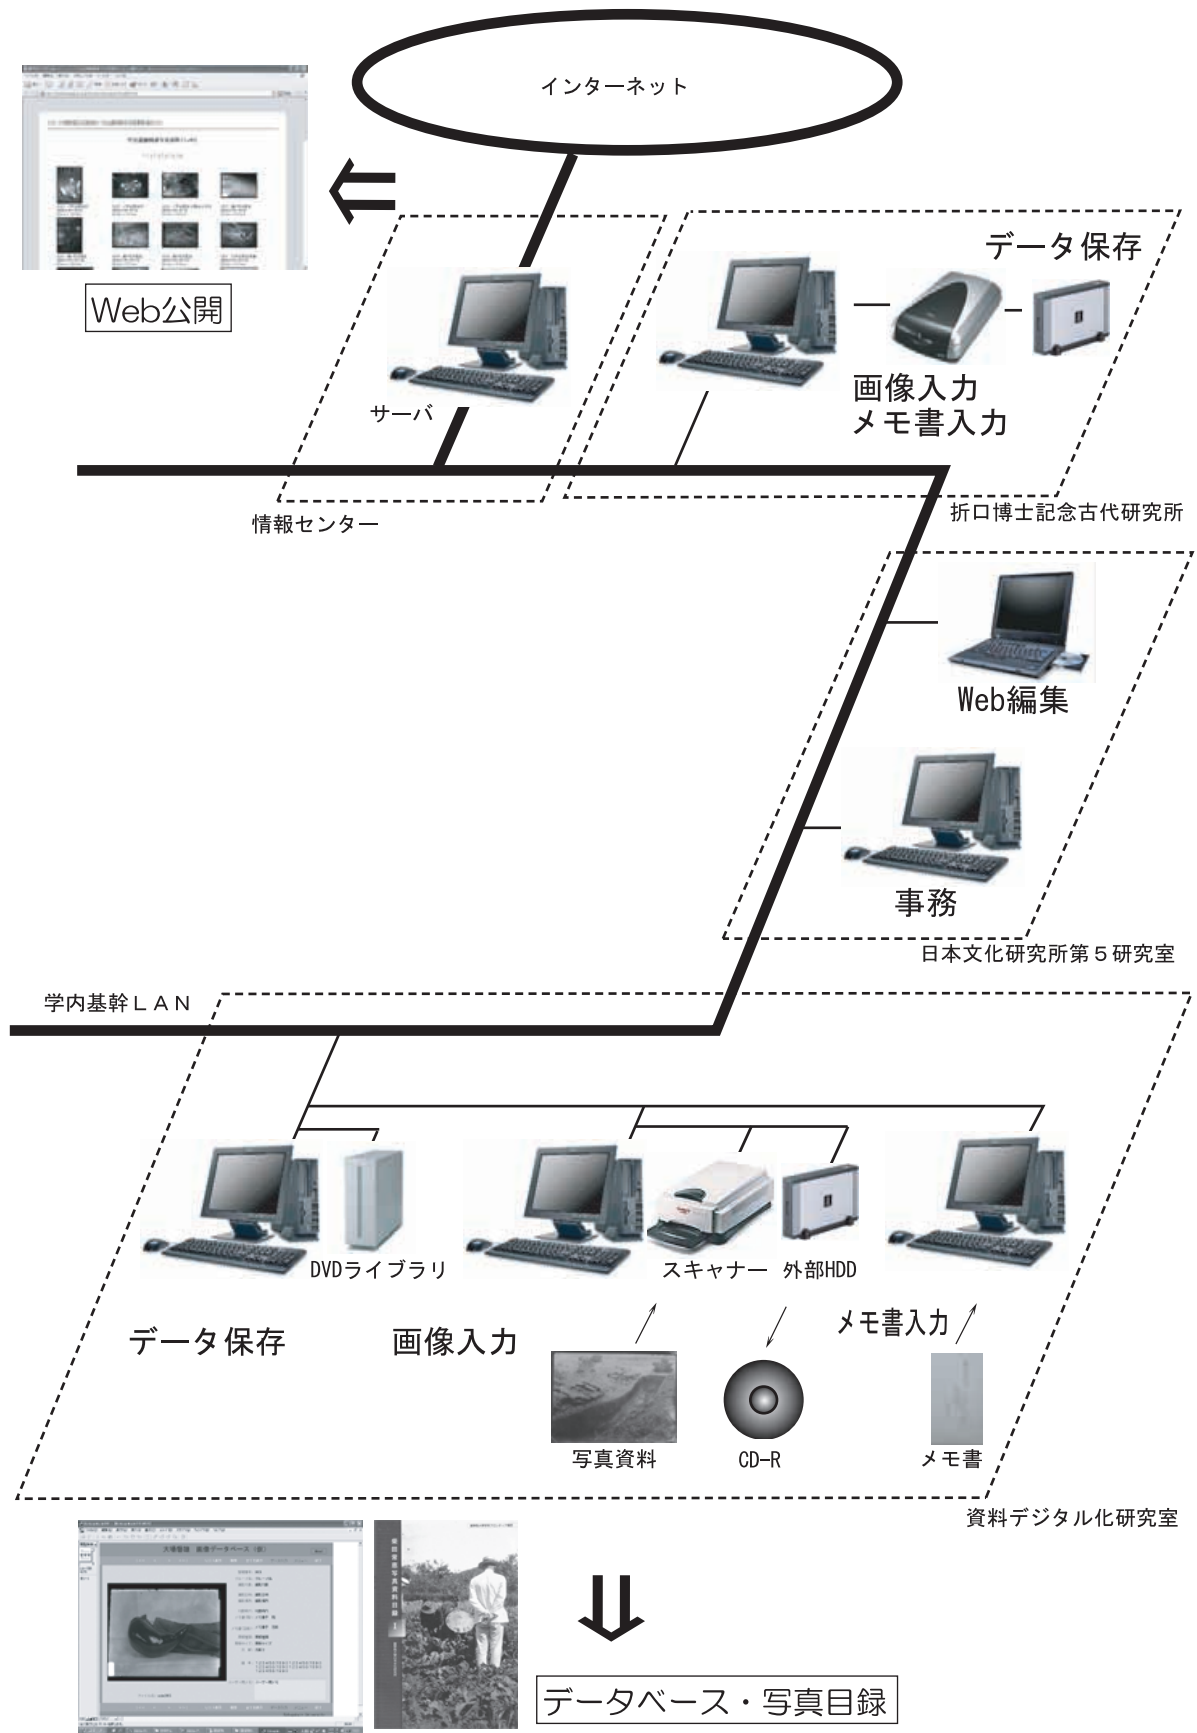 インターネット
Web公開
データ保存
画像入力
メモ書入力
サーバ
情報センター
折口博士記念古代研究所
Web編集
事務
日本文化研究所第5研究室
学内基幹LAN
DVDライブラリ
スキャナー
外部HDD
データ保存
画像入力
メモ書入力
写真資料
CD-R
メモ書
資料デジタル化研究室
データベース・写真目録